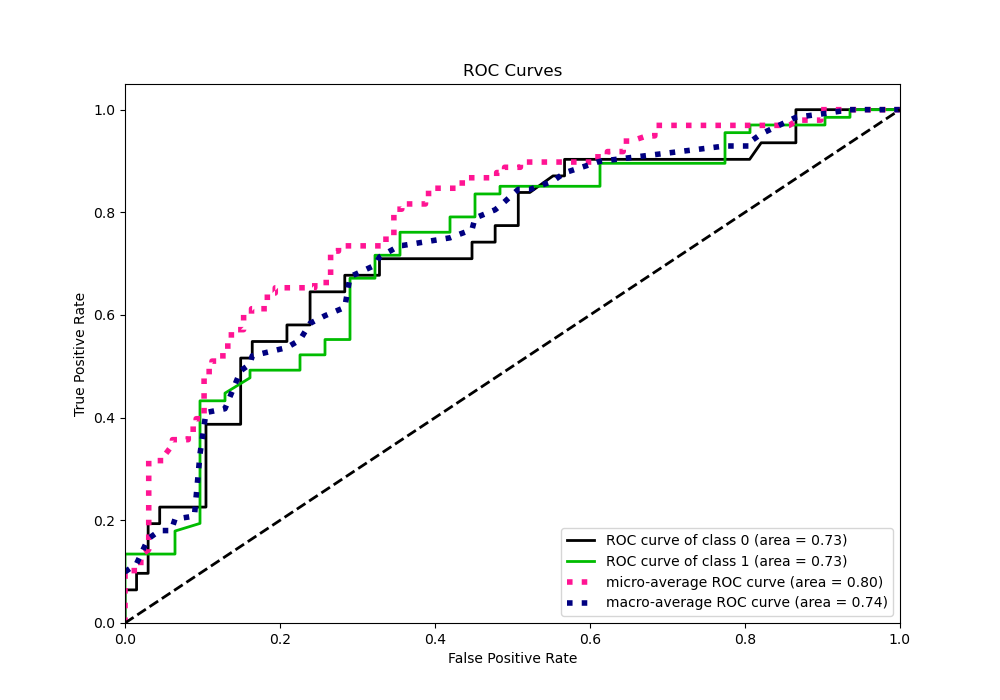 ROC Curves
True Positive Rate
1.0
0.8
0.6
0.4
0.2
0.0
ROC curve of class 0 (area = 0.73)
ROC curve of class 1 (area = 0.73)
micro-average ROC curve (area = 0.80)
macro-average ROC curve (area = 0.74)
0.0 0.2 0.4 0.6 0.8 1.0
False Positive Rate